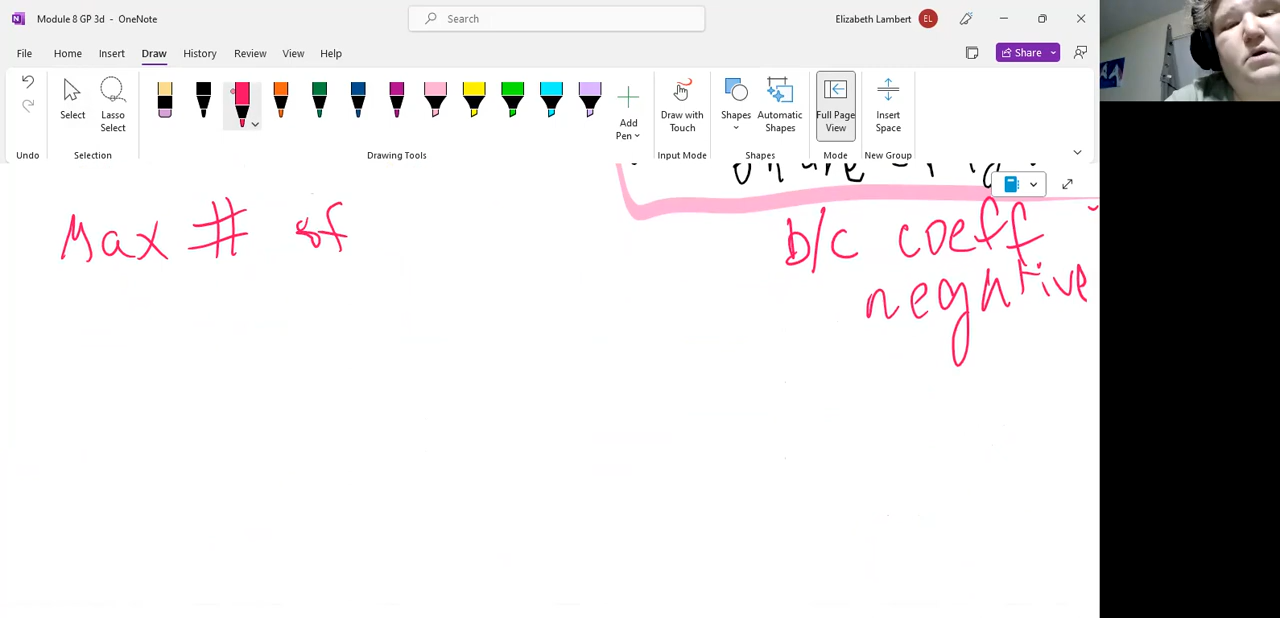 Module 8 GP 3d - OneNote
Search
Elizabeth Lambert EL
File Home Insert Draw History Review View Help
Share
Undo
Select
Lasso Select
Selection
Drawing Tools
Add Pen
Draw with Touch
Input Mode
Shapes
Automatic Shapes
Shapes
Full Page View
Mode
Insert Space
New Group
Max # of
b/c coeff
negative